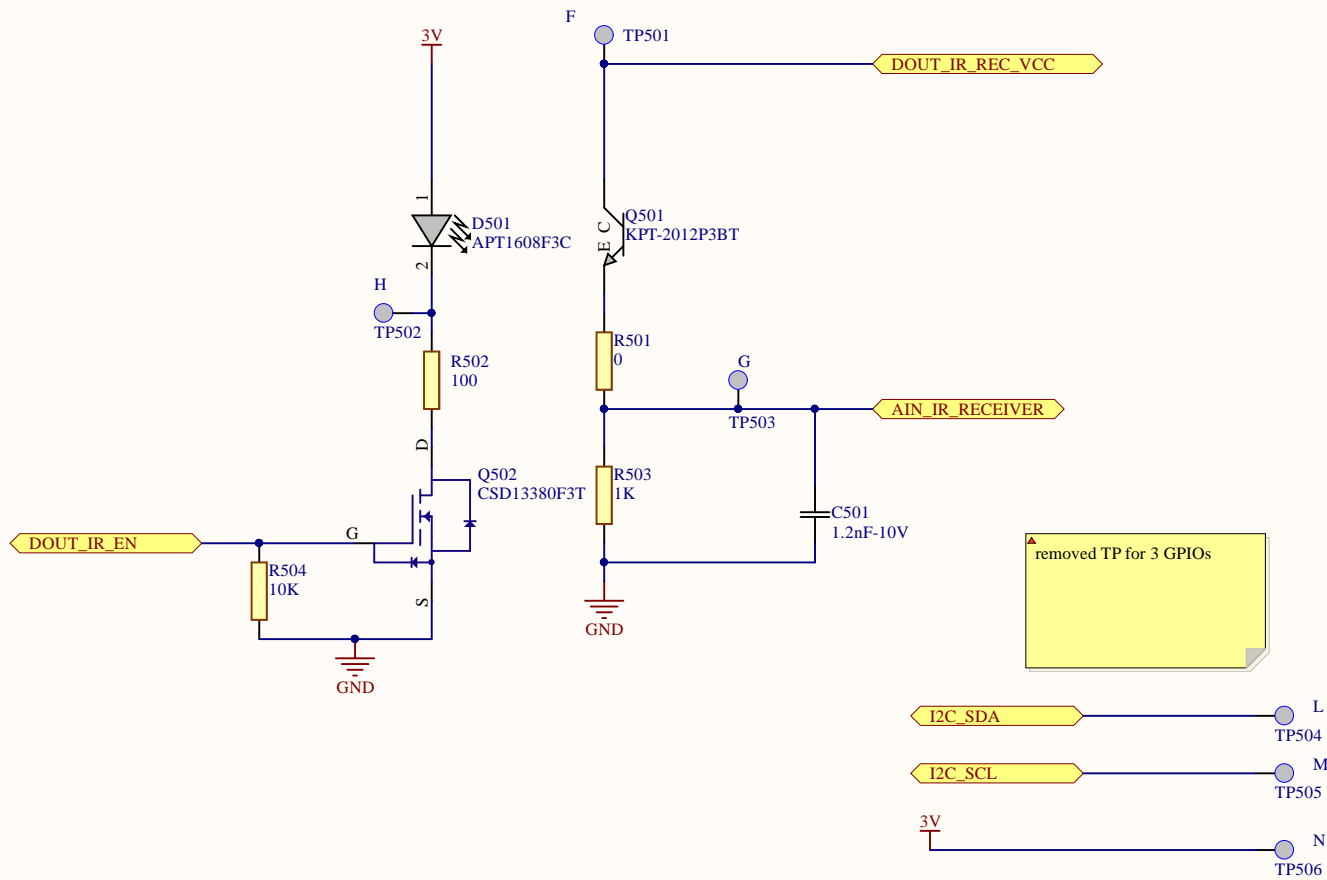 F
TP501
3V
DOUT_IR_REC_VCC
1
D501
APT1608F3C
2
Q501
KPT-2012P3BT
C
E
H
TP502
R502
100
R501
0
G
TP503
AIN_IR_RECEIVER
D
Q502
CSD13380F3T
R503
1K
C501
1.2nF-10V
DOUT_IR_EN
G
R504
10K
S
GND
GND
removed TP for 3 GPIOs
I2C_SDA
L
TP504
I2C_SCL
M
TP505
3V
N
TP506